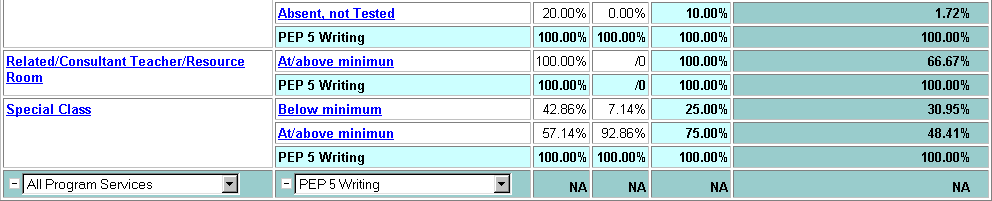 Absent, not Tested 20.00% 0.00% 10.00% 1.72%
PEP 5 Writing 100.00% 100.00% 100.00% 100.00%
Related/Consultant Teacher/Resource At/above minimun 100.00% /0 100.00% 66.67%
Room
PEP 5 Writing 100.00% /0 100.00% 100.00%
Special Class Below minimum 42.86% 7.14% 25.00% 30.95%
At/above minimun 57.14% 92.86% 75.00% 48.41%
PEP 5 Writing 100.00% 100.00% 100.00% 100.00%
All Program Services PEP 5 Writing NA NA NA NA